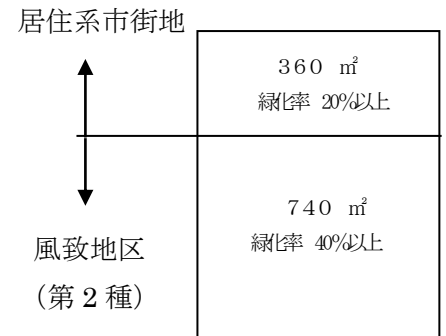 居住系市街地
360 ㎡
緑化率 20%以上
740 ㎡
緑化率 40%以上
風致地区
（第２種）